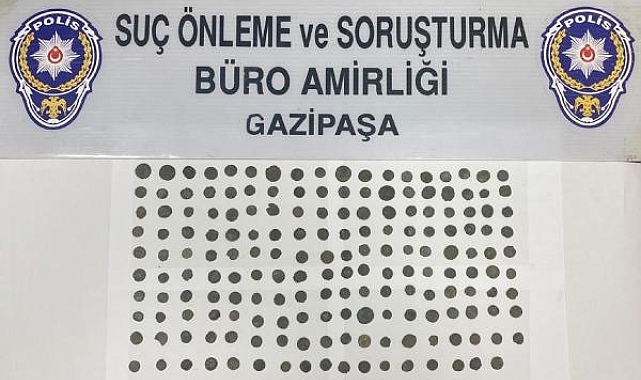 SUÇ ÖNLEME ve SORUŞTURMA
BÜRO AMİRLİĞİ
GAZİPAŞA
POLİS
POLİS